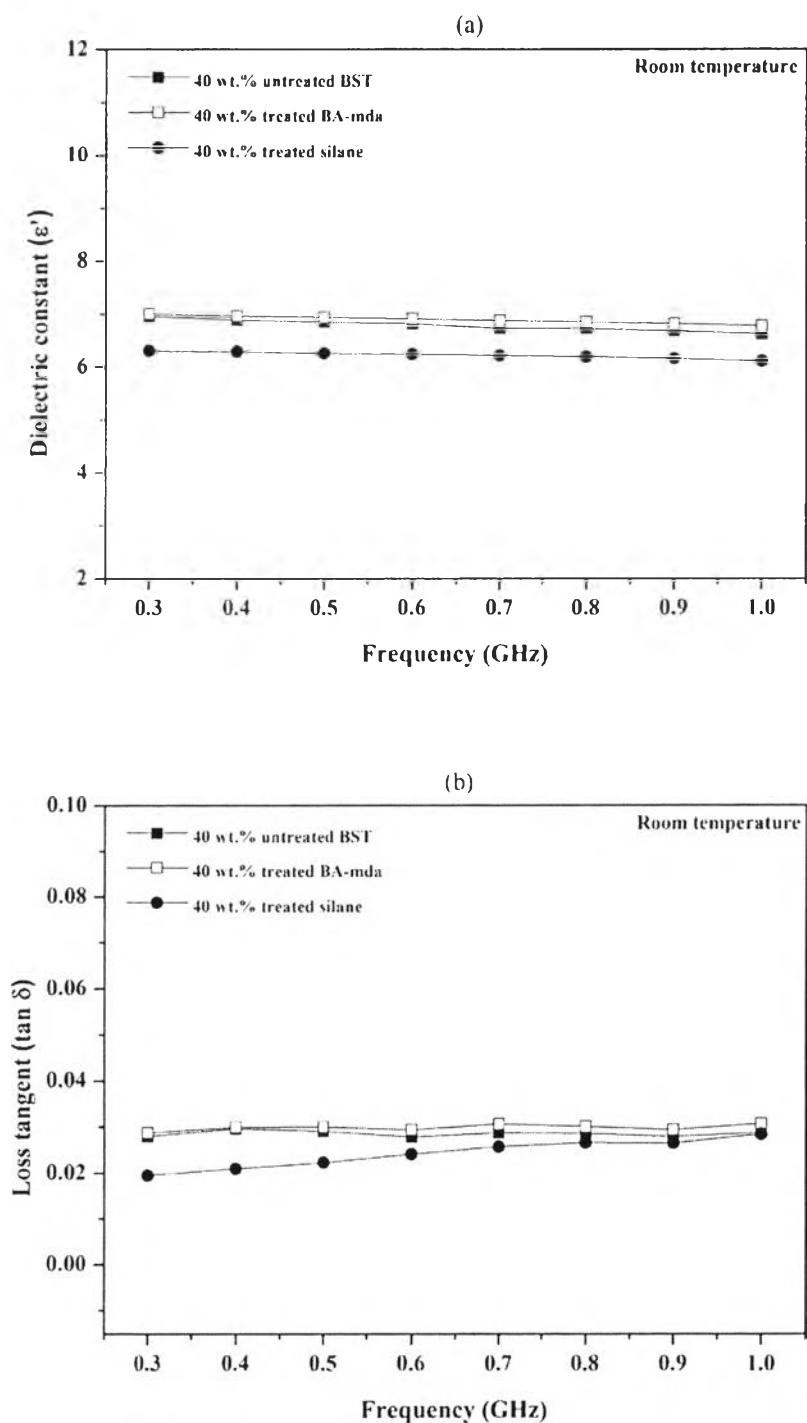 (a)
12
10
8
6
4
2
Dielectric constant (ε')
40 wt.% untreated BST
40 wt.% treated BA-mda
40 wt.% treated silane
Room temperature
0.3 0.4 0.5 0.6 0.7 0.8 0.9 1.0
Frequency (GHz)
(b)
0.10
0.08
0.06
0.04
0.02
0.00
Loss tangent (tan δ)
40 wt.% untreated BST
40 wt.% treated BA-mda
40 wt.% treated silane
Room temperature
0.3 0.4 0.5 0.6 0.7 0.8 0.9 1.0
Frequency (GHz)